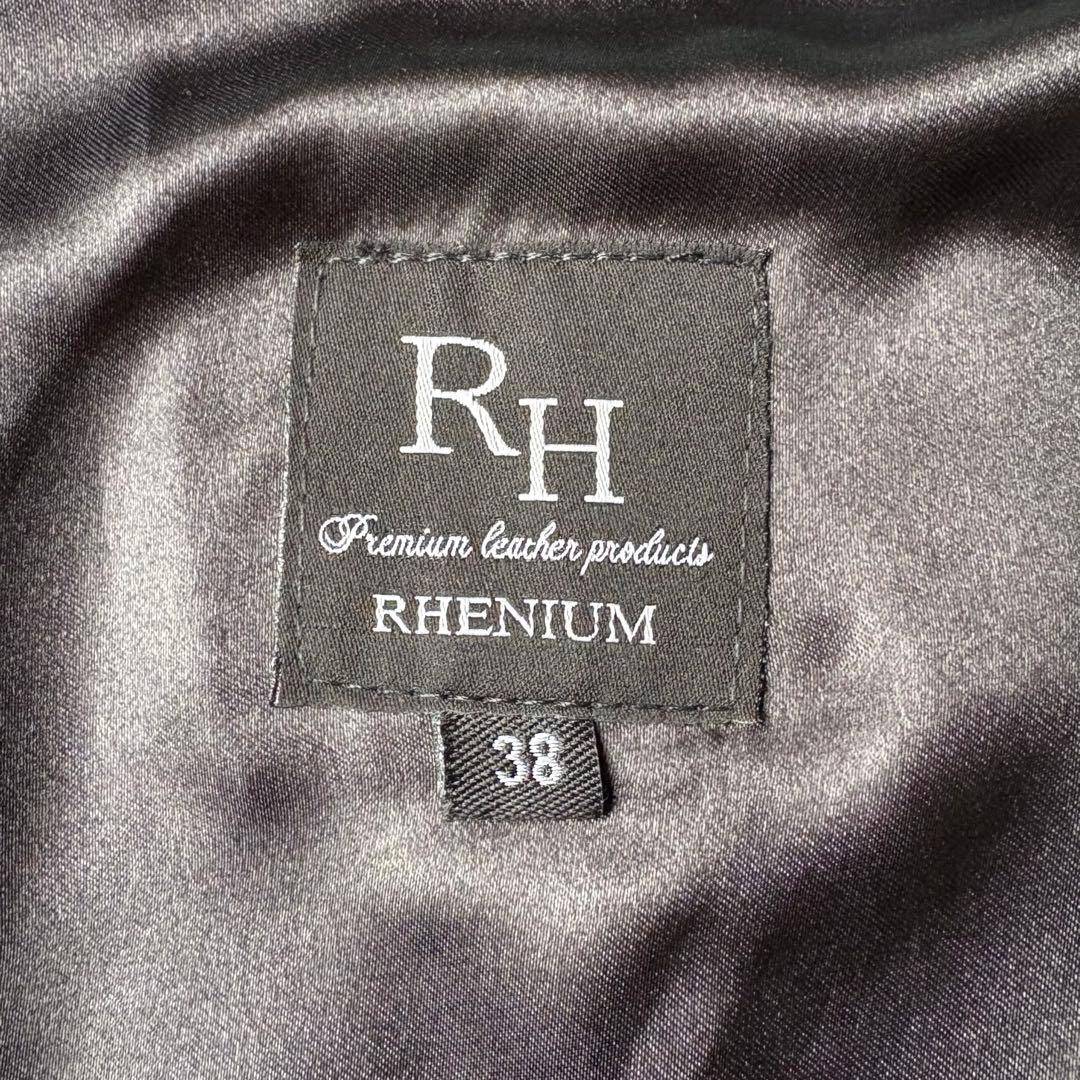 RH
Premium leather products
RHENIUM
38